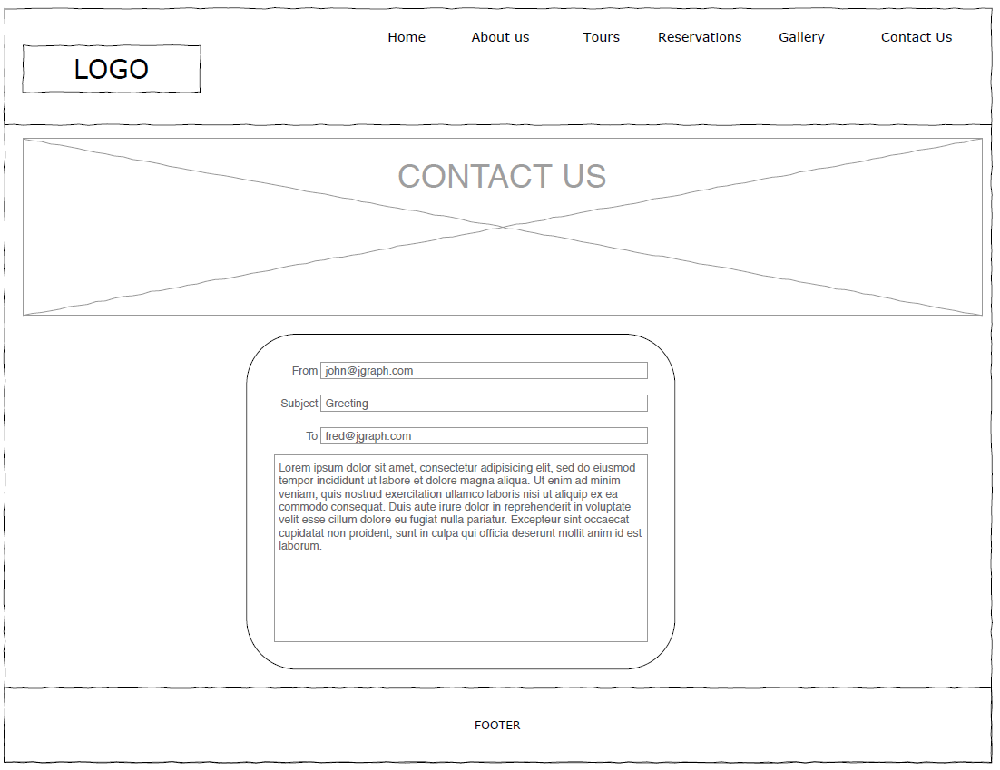 Home About us Tours Reservations Gallery Contact Us
LOGO
CONTACT US
From john@jgraph.com
Subject Greeting
To fred@jgraph.com
Lorem ipsum dolor sit amet, consectetur adipisicing elit, sed do eiusmod
tempor incididunt ut labore et dolore magna aliqua. Ut enim ad minim
veniam, quis nostrud exercitation ullamco laboris nisi ut aliquip ex ea
commodo consequat. Duis aute irure dolor in reprehenderit in voluptate
velit esse cillum dolore eu fugiat nulla pariatur. Excepteur sint occaecat
cupidatat non proident, sunt in culpa qui officia deserunt mollit anim id est
laborum.
FOOTER